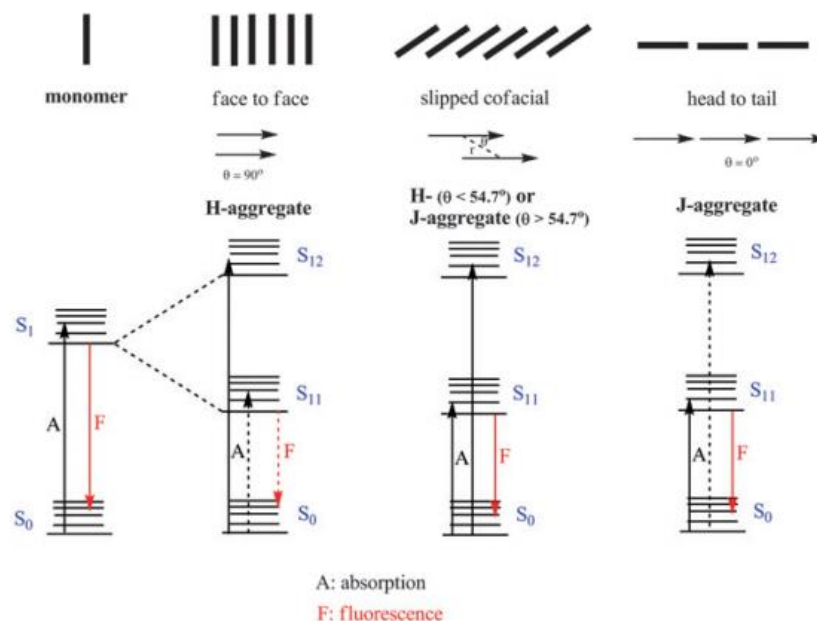 monomer
face to face
slipped cofacial
head to tail
θ = 90°
r
θ
θ=0°
H-aggregate
H- (θ < 54.7°) or
J-aggregate (θ > 54.7°)
J-aggregate
S₁₂
S₁₂
S₁₂
S₁
S₁₁
S₁₁
S₁₁
A
F
A
F
A
F
A
F
S₀
S₀
S₀
S₀
A: absorption
F: fluorescence